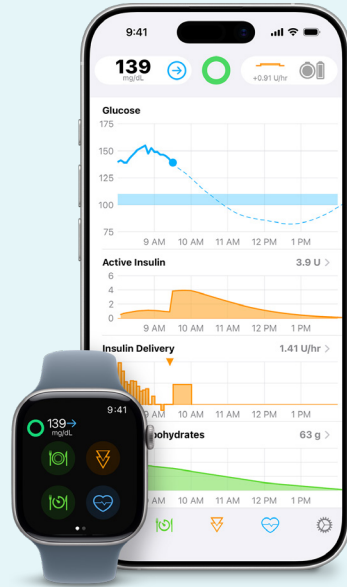 9:41
139
mg/dL
+0.91 U/hr
Glucose
175
150
125
100
75
9 AM 10 AM 11 AM 12 PM 1 PM
Active Insulin 3.9 U >
6
4
2
0
9 AM 10 AM 11 AM 12 PM 1 PM
Insulin Delivery 1.41 U/hr >
9 AM 10 AM 11 AM 12 PM 1 PM
ohydrates 63 g >
AM 10 AM 11 AM 12 PM 1 PM
9:41
139→
mg/dL